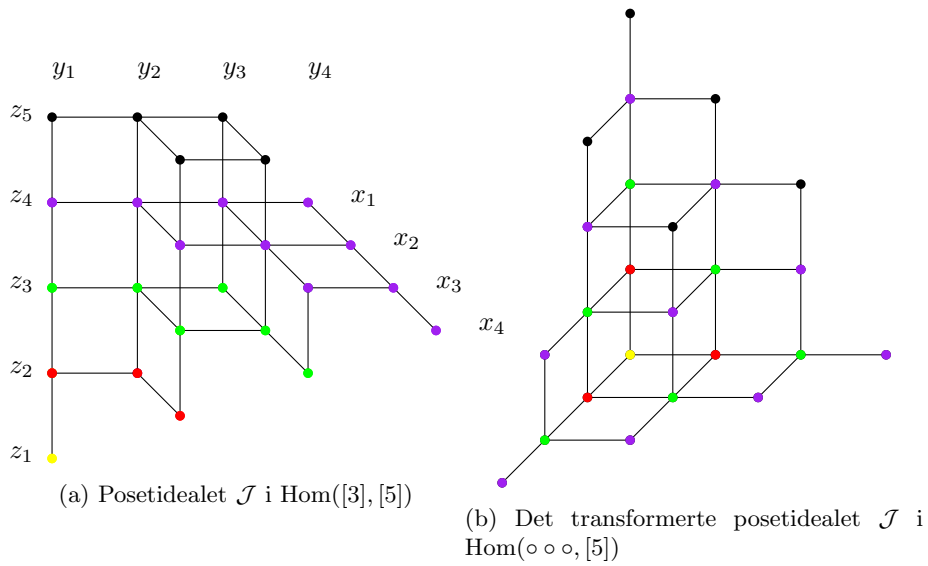 y₁ y₂ y₃ y₄
z₅
z₄ x₁
x₂
z₃ x₃
x₄
z₂
z₁
(a) Posetidealet 𝒥 i Hom([3], [5])
(b) Det transformerte posetidealet 𝒥 i
Hom(∘ ∘ ∘, [5])